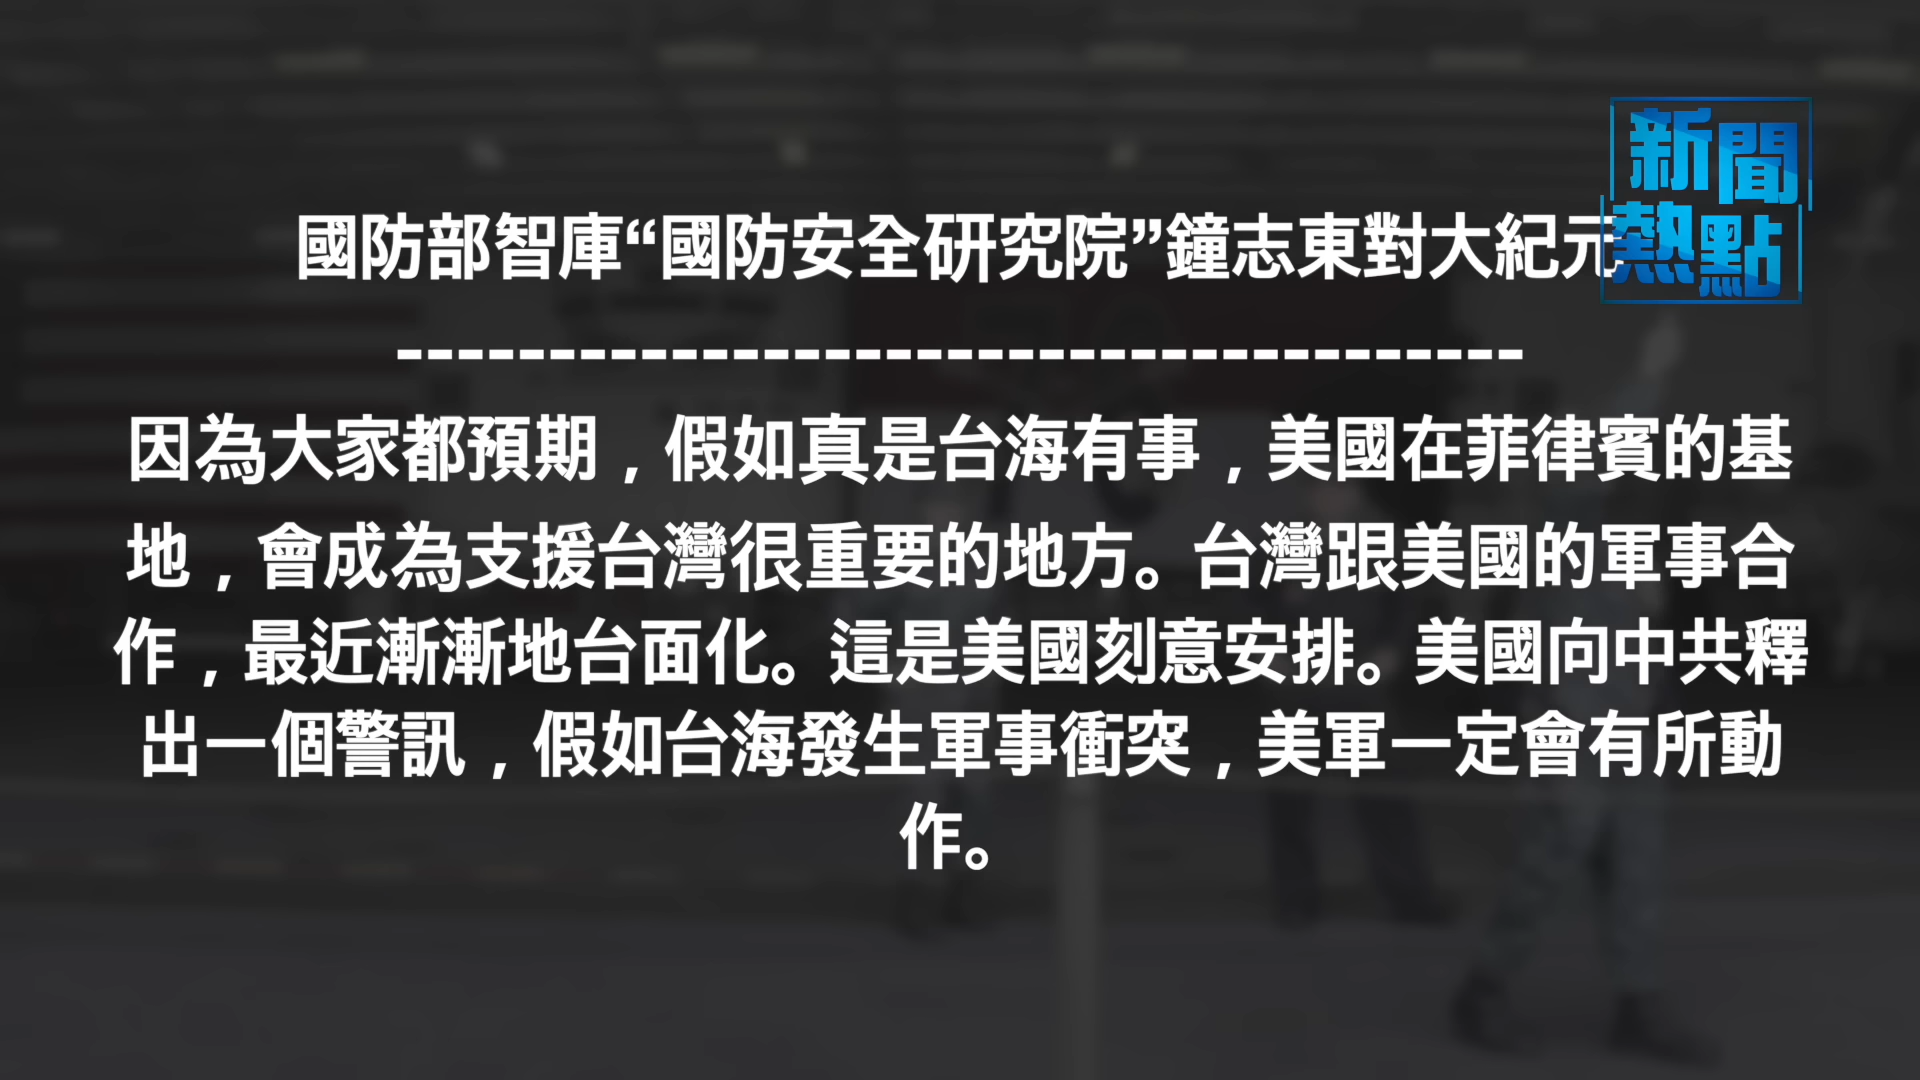 新聞
熱點
國防部智庫“國防安全研究院”鐘志東對大紀元
-------------------------------------
因為大家都預期，假如真是台海有事，美國在菲律賓的基
地，會成為支援台灣很重要的地方。台灣跟美國的軍事合
作，最近漸漸地台面化。這是美國刻意安排。美國向中共釋
出一個警訊，假如台海發生軍事衝突，美軍一定會有所動
作。